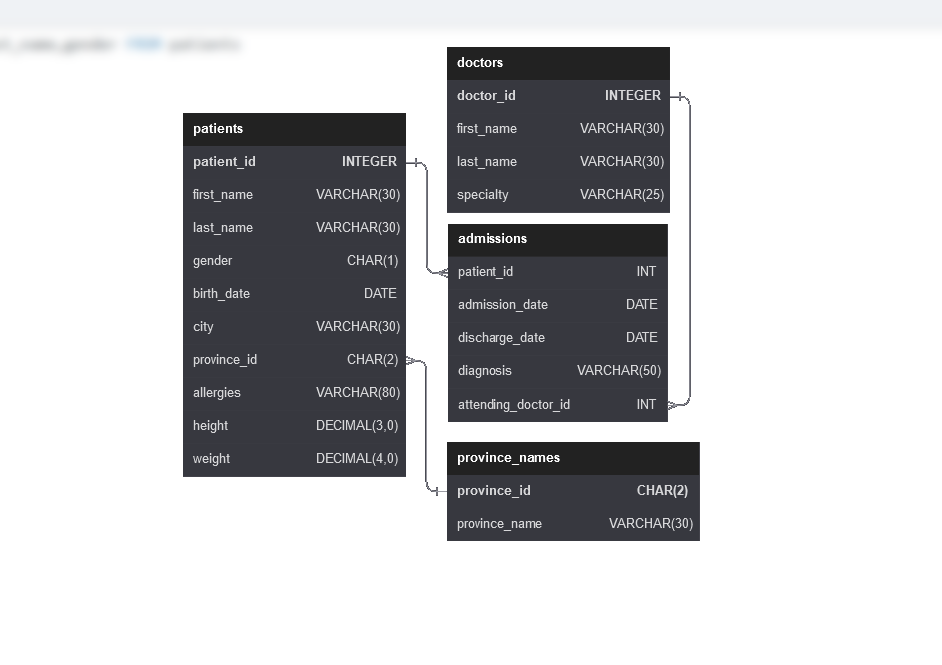 FROM patients
doctors
doctor_id INTEGER
first_name VARCHAR(30)
last_name VARCHAR(30)
specialty VARCHAR(25)
patients
patient_id INTEGER
first_name VARCHAR(30)
last_name VARCHAR(30)
gender CHAR(1)
birth_date DATE
city VARCHAR(30)
province_id CHAR(2)
allergies VARCHAR(80)
height DECIMAL(3,0)
weight DECIMAL(4,0)
admissions
patient_id INT
admission_date DATE
discharge_date DATE
diagnosis VARCHAR(50)
attending_doctor_id INT
province_names
province_id CHAR(2)
province_name VARCHAR(30)